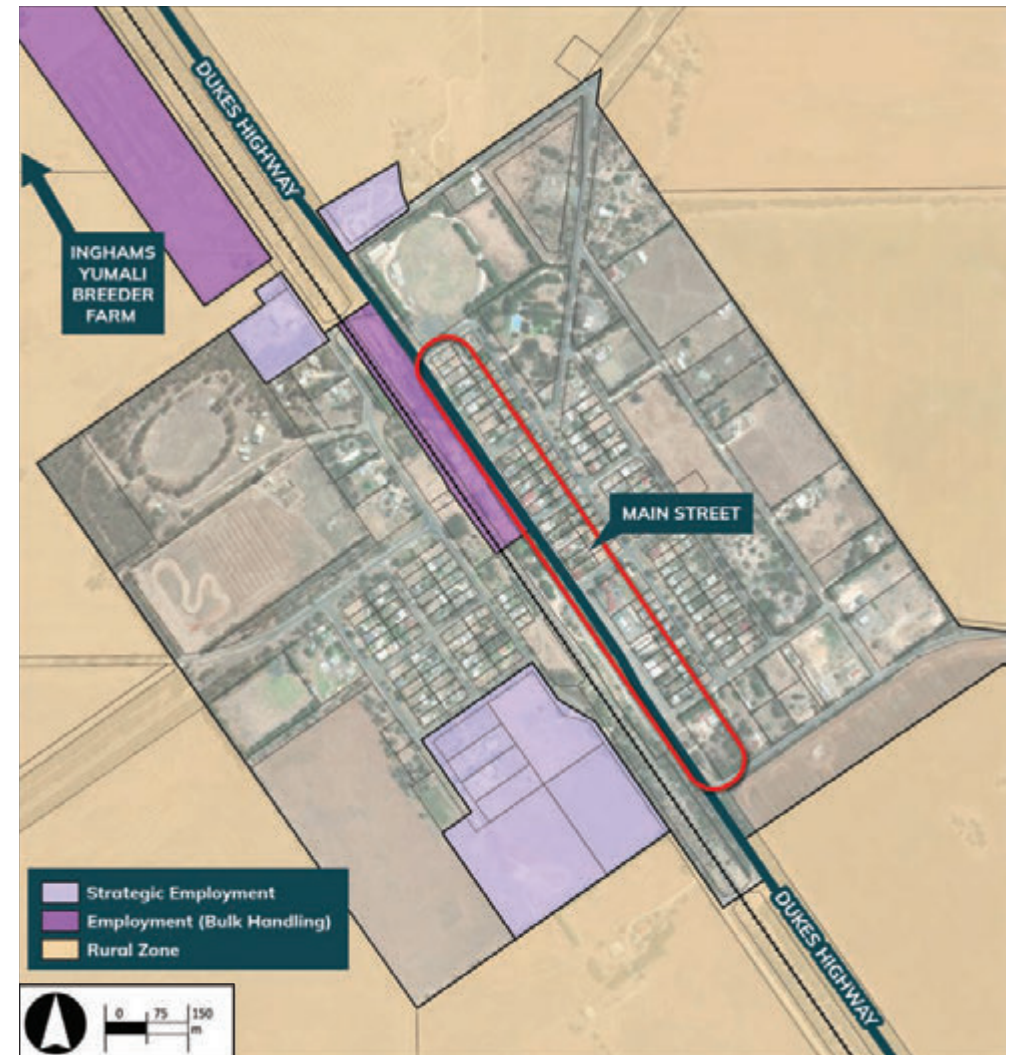 DUKES HIGHWAY
INGHAMS
YUMALI
BREEDER
FARM
MAIN STREET
Strategic Employment
Employment (Bulk Handling)
Rural Zone
DUKES HIGHWAY
0 75 150
m